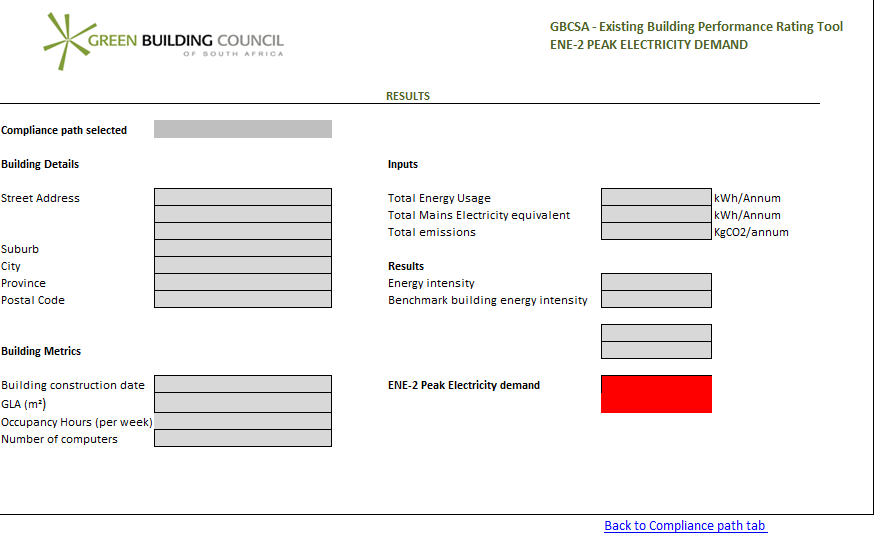 GREEN BUILDING COUNCIL
OF SOUTH AFRICA
GBCSA - Existing Building Performance Rating Tool
ENE-2 PEAK ELECTRICITY DEMAND
RESULTS
Compliance path selected
Building Details
Street Address
Suburb
City
Province
Postal Code
Building Metrics
Building construction date
GLA (m²)
Occupancy Hours (per week)
Number of computers
Inputs
Total Energy Usage kWh/Annum
Total Mains Electricity equivalent kWh/Annum
Total emissions KgCO2/annum
Results
Energy intensity
Benchmark building energy intensity
ENE-2 Peak Electricity demand
Back to Compliance path tab